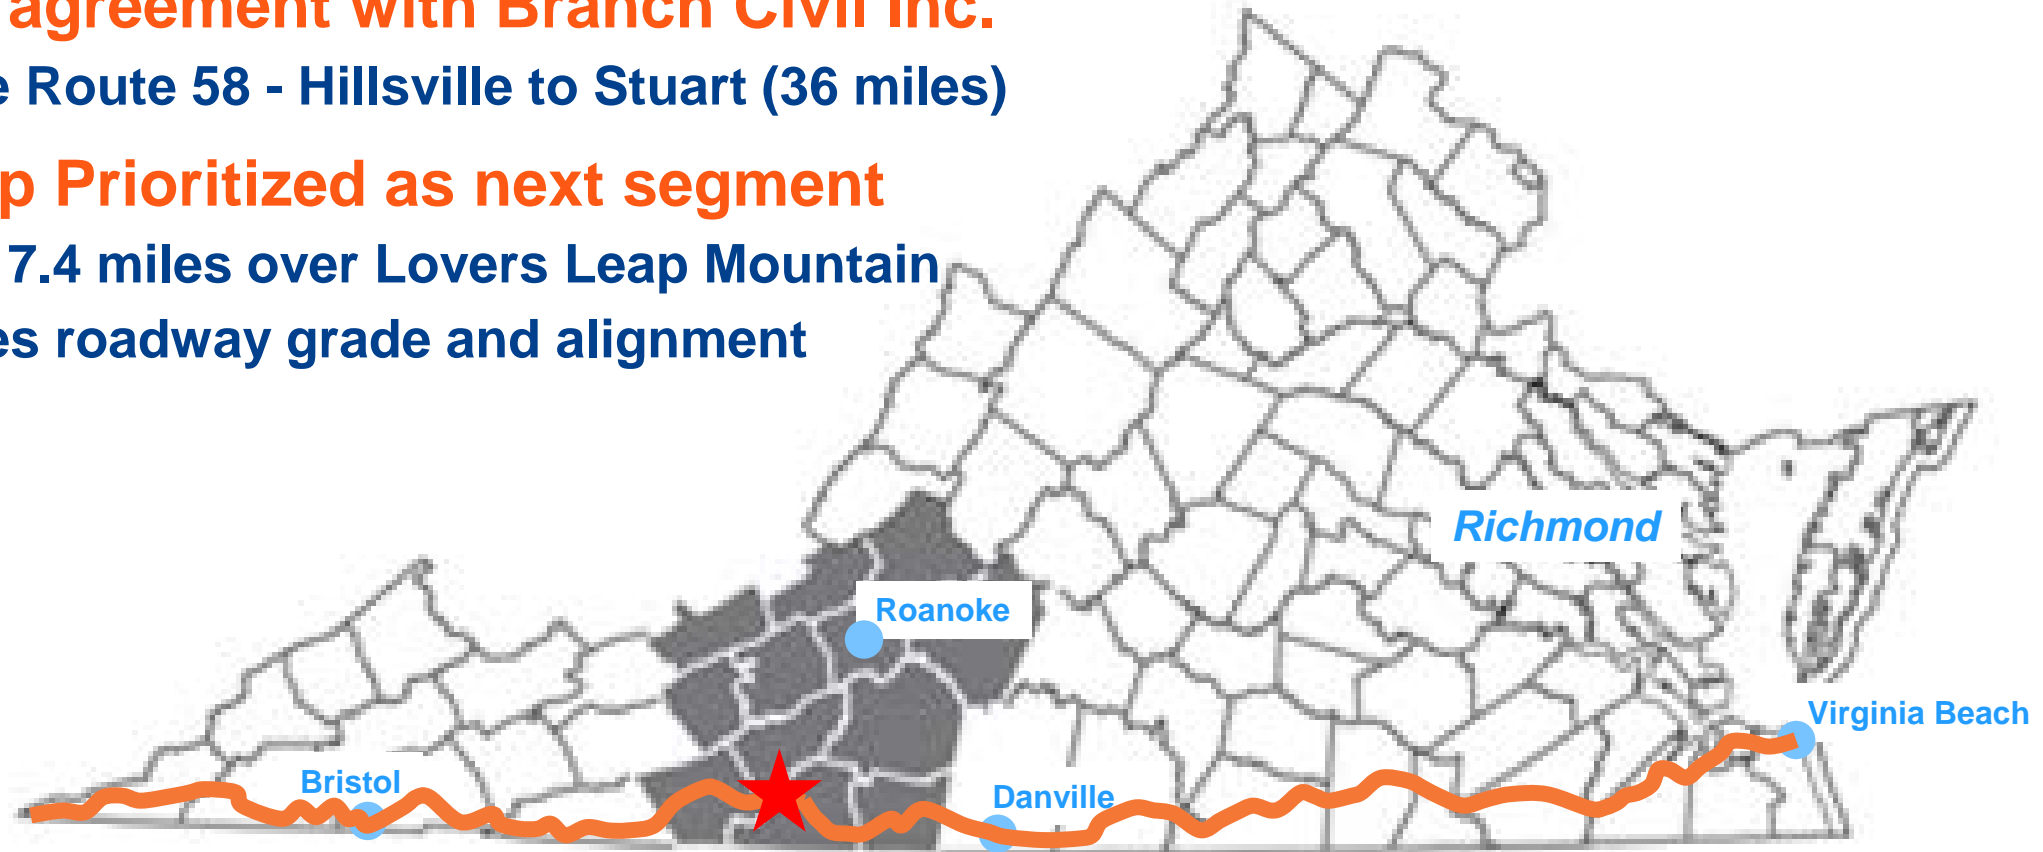 agreement with Branch Civil Inc.
e Route 58 - Hillsville to Stuart (36 miles)
p Prioritized as next segment
7.4 miles over Lovers Leap Mountain
es roadway grade and alignment
Richmond
Roanoke
Virginia Beach
Bristol
Danville